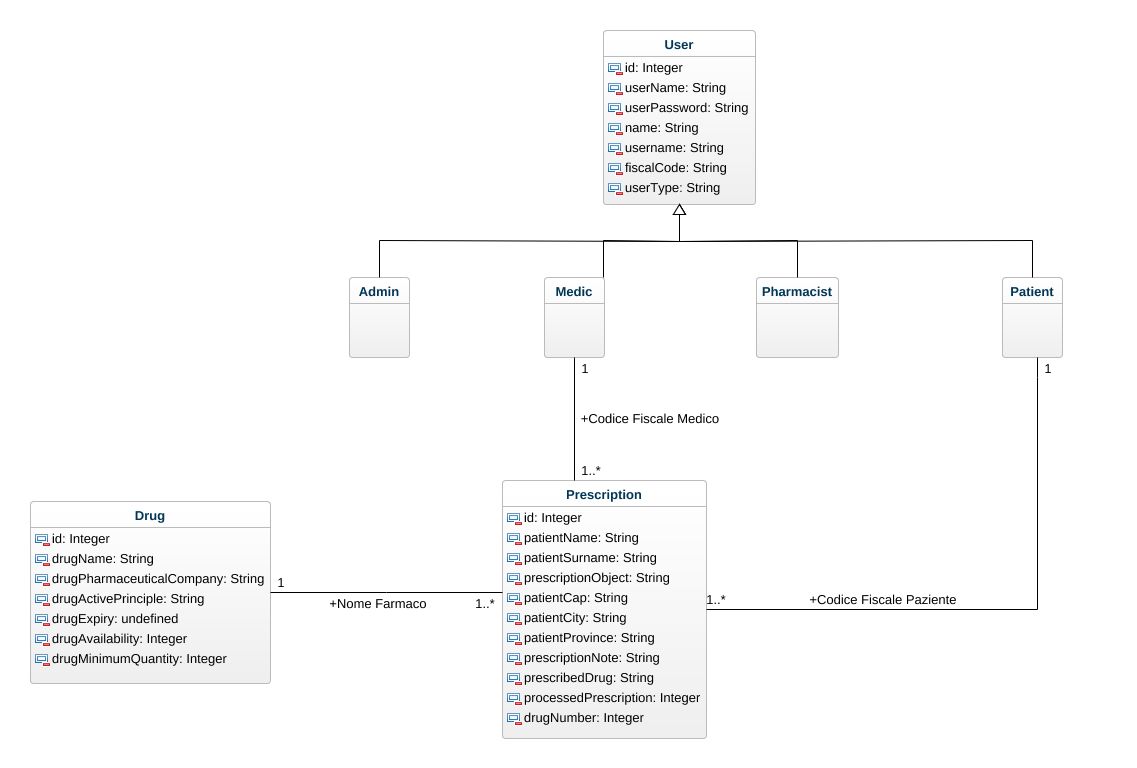 User
id: Integer
userName: String
userPassword: String
name: String
username: String
fiscalCode: String
userType: String
Admin
Medic
Pharmacist
Patient
1
1
+Codice Fiscale Medico
1..*
Prescription
id: Integer
patientName: String
patientSurname: String
prescriptionObject: String
patientCap: String
patientCity: String
patientProvince: String
prescriptionNote: String
prescribedDrug: String
processedPrescription: Integer
drugNumber: Integer
Drug
id: Integer
drugName: String
drugPharmaceuticalCompany: String
drugActivePrinciple: String
drugExpiry: undefined
drugAvailability: Integer
drugMinimumQuantity: Integer
1
+Nome Farmaco
1..*
1..*
+Codice Fiscale Paziente